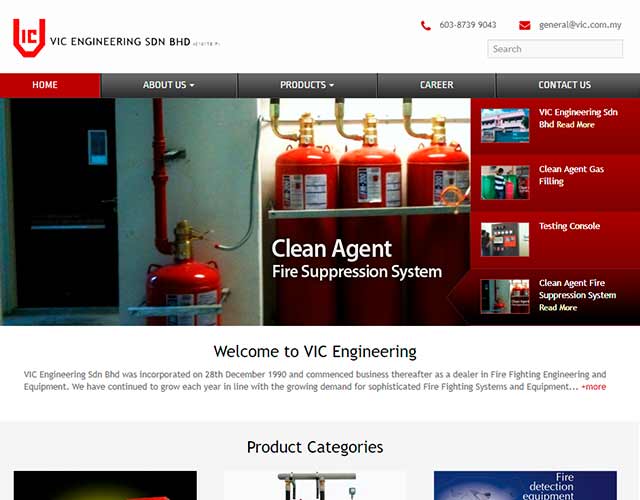 603-8739 9043
general@vic.com.my
VIC
VIC ENGINEERING SDN BHD
Search
HOME
ABOUT US
PRODUCTS
CAREER
CONTACT US
Clean Agent
Fire Suppression System
VIC Engineering Sdn
Bhd Read More
Clean Agent Gas
Filling
Testing Console
Clean Agent Fire
Suppression System
Read More
Welcome to VIC Engineering
VIC Engineering Sdn Bhd was incorporated on 28th December 1990 and commenced business thereafter as a dealer in Fire Fighting Engineering and
Equipment. We have continued to grow each year in line with the growing demand for sophisticated Fire Fighting Systems and Equipment... +more
Product Categories
Fire
detection
equipment